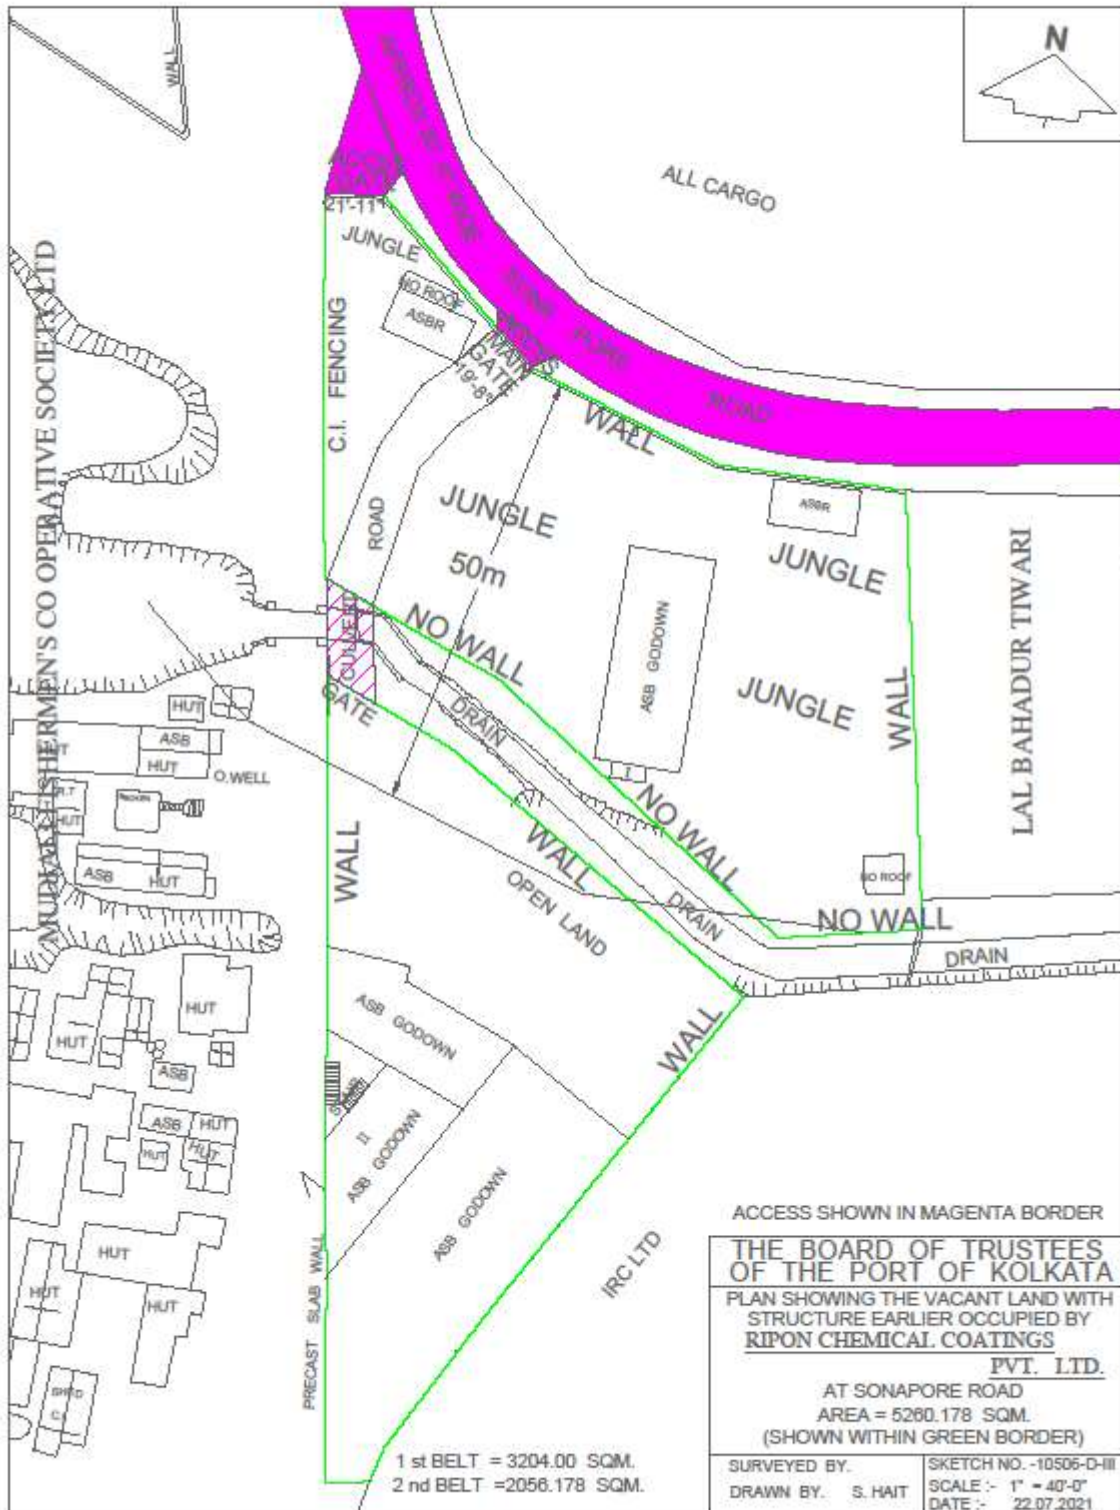 WALL
N
ALL CARGO
ACCESS
GATE
21'-11"
JUNGLE
NO ROOF
ASBR
MAIN
GATE
19'-8"
ROAD
C.I. FENCING
WALL
MUDIALI FISHERMEN'S CO OPERATIVE SOCIETY LTD
ROAD
JUNGLE
50m
ASBR
JUNGLE
ASB GODOWN
JUNGLE
WALL
LAL BAHADUR TIWARI
CULVERT
GATE
NO WALL
DRAIN
I
NO WALL
NO ROOF
NO WALL
DRAIN
DRAIN
HUT
HUT
ASB
HUT
O.WELL
R.T
HUT
ASB
HUT
WALL
WALL
OPEN LAND
WALL
HUT
HUT
ASB
ASB
HUT
HUT
HUT
HUT
HUT
HUT
SHED
C.I
ASB GODOWN
II
ASB GODOWN
ASB GODOWN
PRECAST SLAB WALL
IRC LTD
1 st BELT = 3204.00 SQM.
2 nd BELT =2056.178 SQM.
ACCESS SHOWN IN MAGENTA BORDER
THE BOARD OF TRUSTEES
OF THE PORT OF KOLKATA
PLAN SHOWING THE VACANT LAND WITH
STRUCTURE EARLIER OCCUPIED BY
RIPON CHEMICAL COATINGS
PVT. LTD.
AT SONAPORE ROAD
AREA = 5260.178 SQM.
(SHOWN WITHIN GREEN BORDER)
SURVEYED BY.
DRAWN BY. S. HAIT
SKETCH NO. -10506-D-III
SCALE :- 1" = 40'-0"
DATE :- 22.07.2021